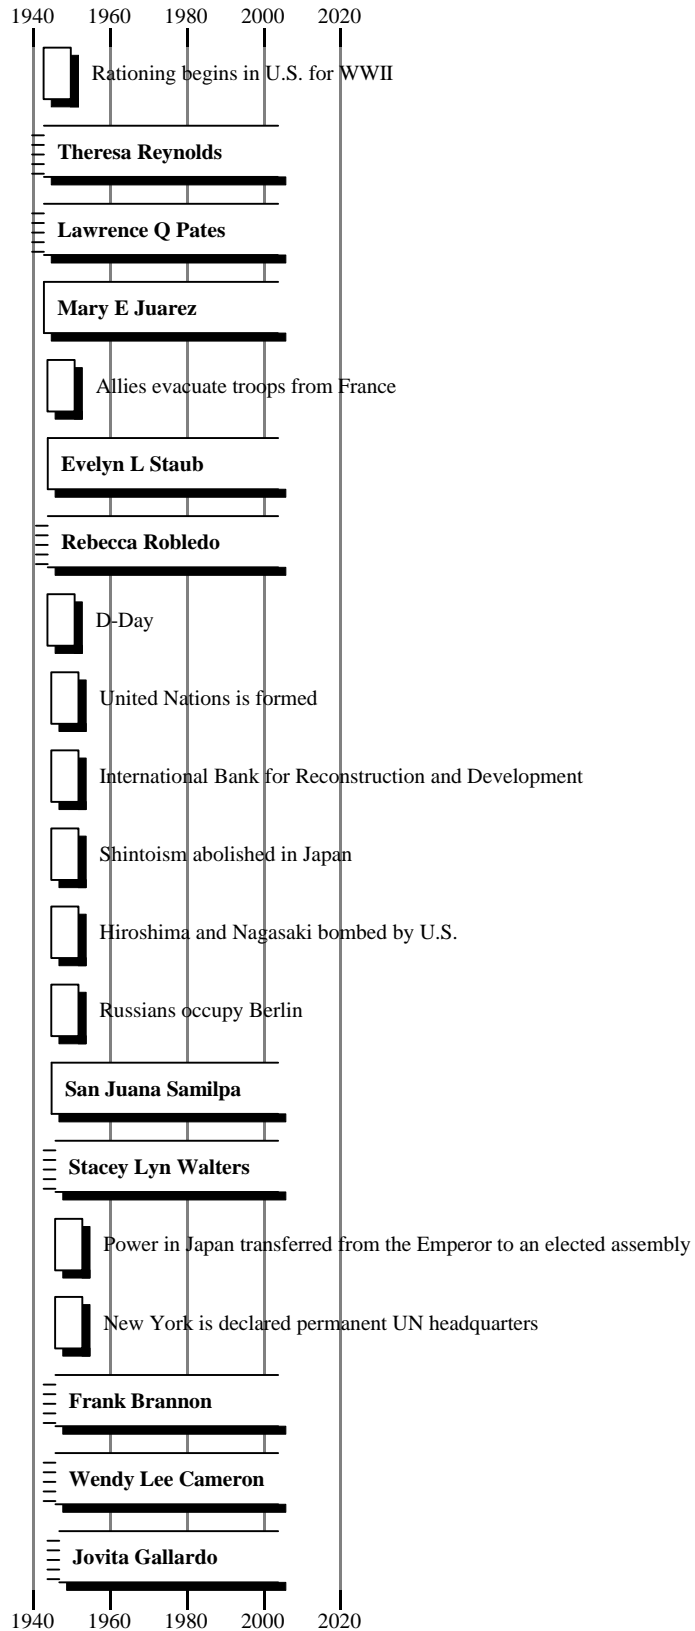 1940 1960 1980 2000 2020
Rationing begins in U.S. for WWII
Theresa Reynolds
Lawrence Q Pates
Mary E Juarez
Allies evacuate troops from France
Evelyn L Staub
Rebecca Robledo
D-Day
United Nations is formed
International Bank for Reconstruction and Development
Shintoism abolished in Japan
Hiroshima and Nagasaki bombed by U.S.
Russians occupy Berlin
San Juana Samilpa
Stacey Lyn Walters
Power in Japan transferred from the Emperor to an elected assembly
New York is declared permanent UN headquarters
Frank Brannon
Wendy Lee Cameron
Jovita Gallardo
1940 1960 1980 2000 2020